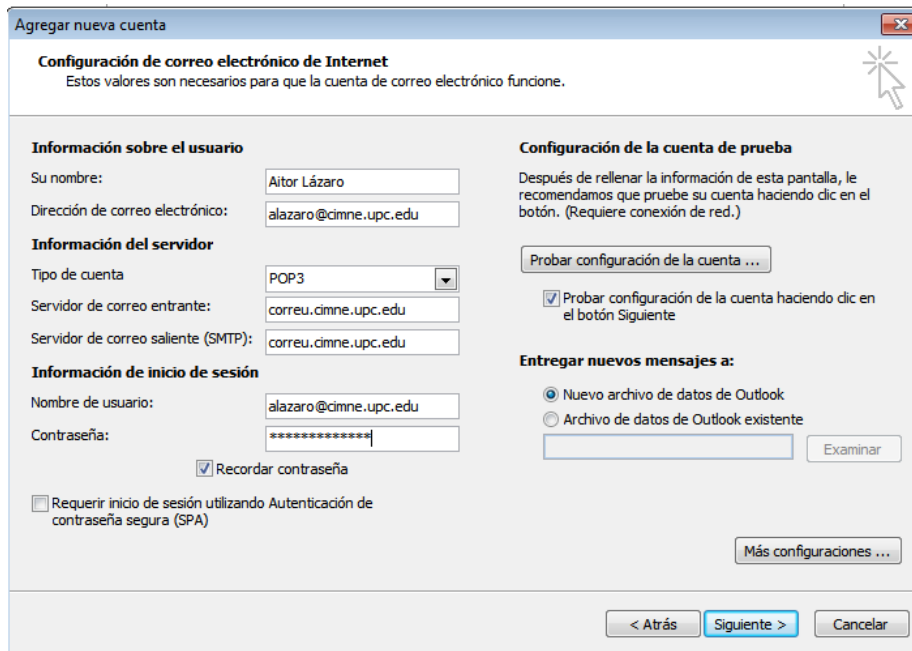 Agregar nueva cuenta
Configuración de correo electrónico de Internet
Estos valores son necesarios para que la cuenta de correo electrónico funcione.
Información sobre el usuario
Su nombre: Aitor Lázaro
Dirección de correo electrónico: alazaro@cimne.upc.edu
Información del servidor
Tipo de cuenta POP3
Servidor de correo entrante: correu.cimne.upc.edu
Servidor de correo saliente (SMTP): correu.cimne.upc.edu
Información de inicio de sesión
Nombre de usuario: alazaro@cimne.upc.edu
Contraseña: *************
Recordar contraseña
Requerir inicio de sesión utilizando Autenticación de
contraseña segura (SPA)
Configuración de la cuenta de prueba
Después de rellenar la información de esta pantalla, le
recomendamos que pruebe su cuenta haciendo clic en el
botón. (Requiere conexión de red.)
Probar configuración de la cuenta ...
Probar configuración de la cuenta haciendo clic en
el botón Siguiente
Entregar nuevos mensajes a:
Nuevo archivo de datos de Outlook
Archivo de datos de Outlook existente
Examinar
Más configuraciones ...
< Atrás
Siguiente >
Cancelar